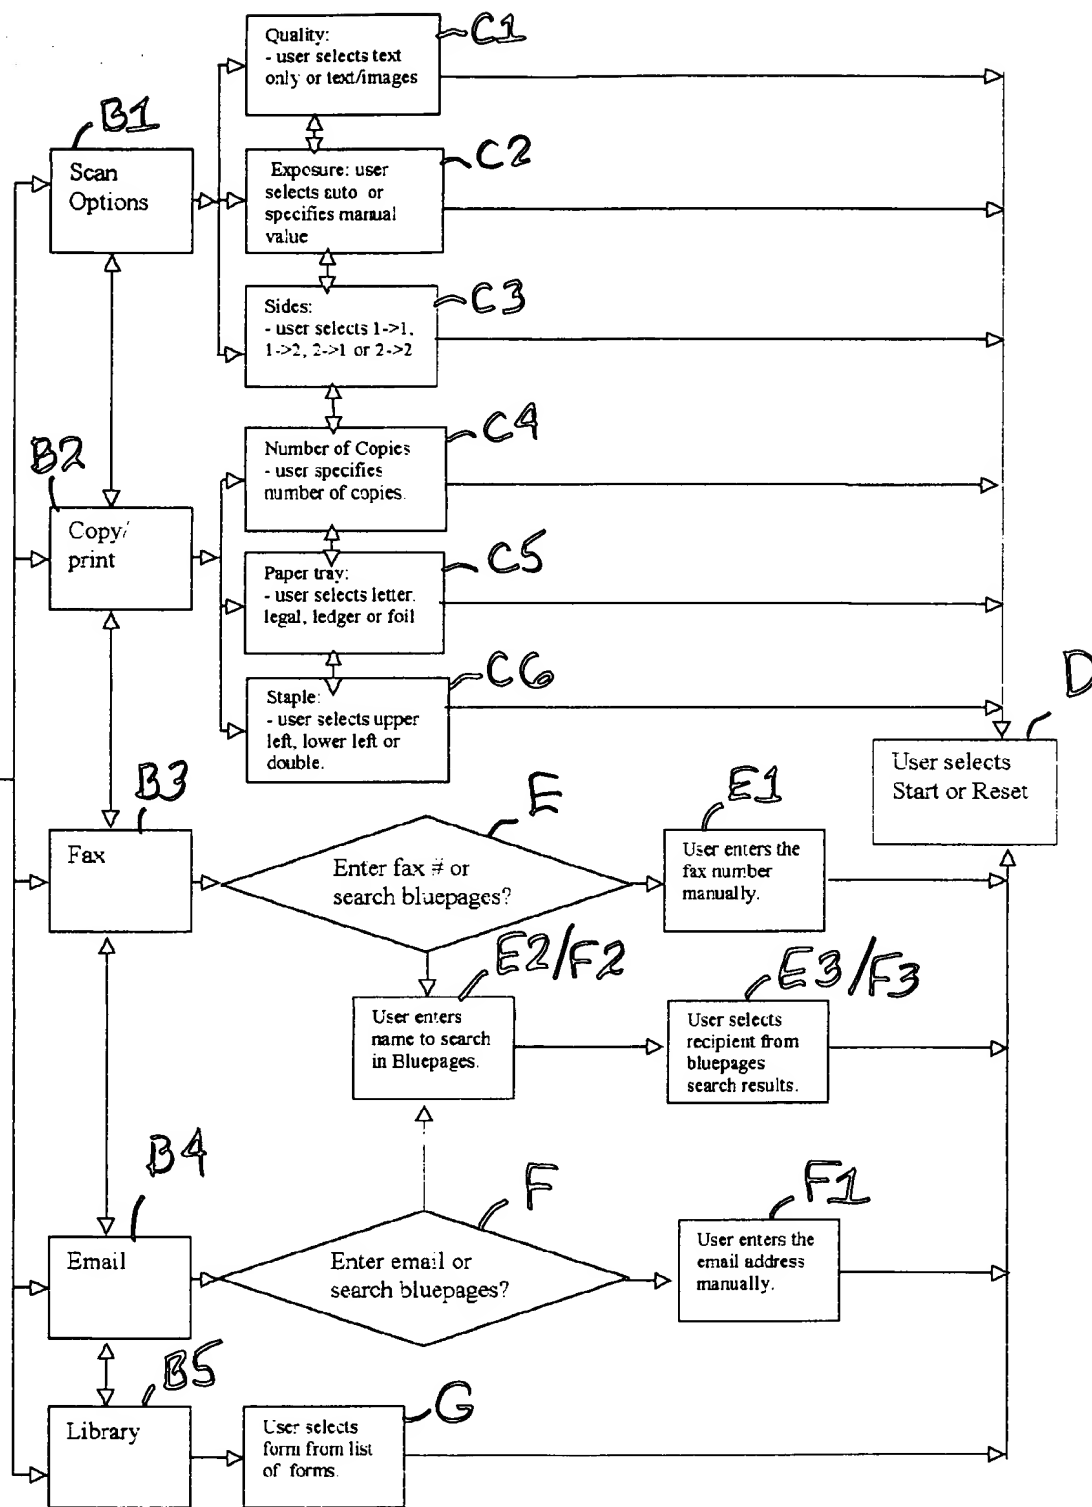 C1
Quality:
- user selects text
only or text/images
B1
Scan
Options
C2
Exposure: user
selects auto or
specifies manual
value
C3
Sides:
- user selects 1->1,
1->2, 2->1 or 2->2
C4
Number of Copies
- user specifies
number of copies.
B2
Copy/
print
C5
Paper tray:
- user selects letter,
legal, ledger or foil
C6
Staple:
- user selects upper
left, lower left or
double.
D
User selects
Start or Reset
B3
Fax
E
Enter fax # or
search bluepages?
E1
User enters the
fax number
manually.
E2/F2
User enters
name to search
in Bluepages.
E3/F3
User selects
recipient from
bluepages
search results.
B4
Email
F
Enter email or
search bluepages?
F1
User enters the
email address
manually.
B5
Library
G
User selects
form from list
of forms.